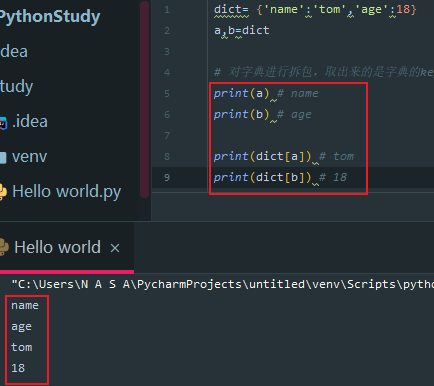 PythonStudy
idea
tudy
.idea
venv
Hello world.py
1 dict= {'name':'tom','age':18}
2 a,b=dict
3
4 # 对字典进行拆包，取出来的是字典的ke
5 print(a) # name
6 print(b) # age
7
8 print(dict[a]) # tom
9 print(dict[b]) # 18
Hello world ×
"C:\Users\N A S A\PycharmProjects\untitled\venv\Scripts\pytho
name
age
tom
18